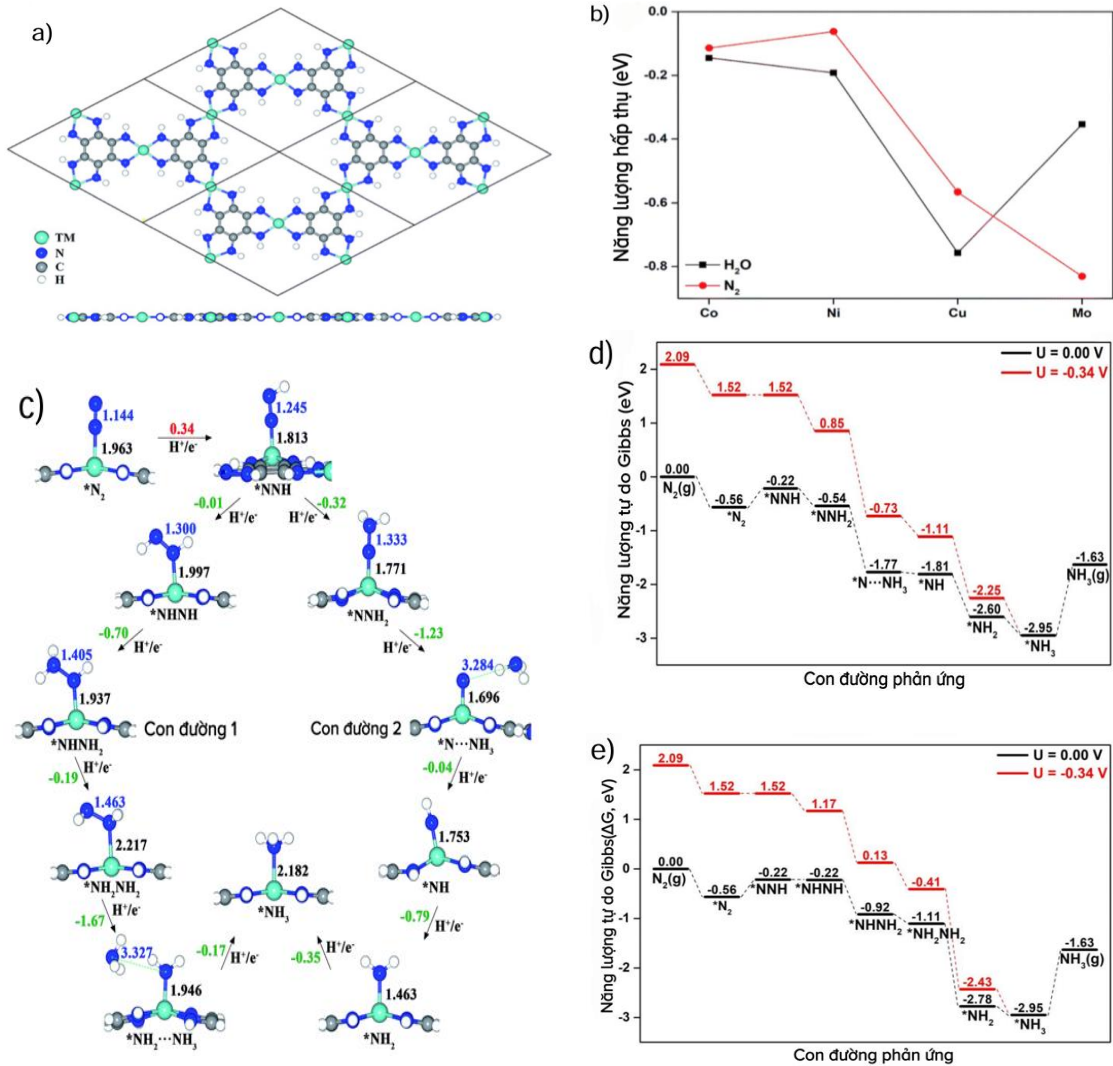 a)
TM
N
C
H
b)
Năng lượng hấp thụ (eV)
0.0
-0.2
-0.4
-0.6
-0.8
H₂O
N₂
Co Ni Cu Mo
c)
1.144
1.963
*N₂
0.34
H⁺/e⁻
1.245
1.813
*NNH
-0.01
H⁺/e⁻
-0.32
H⁺/e⁻
1.300
1.997
*NHNH
1.333
1.771
*NNH₂
-0.70
H⁺/e⁻
-1.23
H⁺/e⁻
1.405
1.937
*NHNH₂
Con đường 1
Con đường 2
3.284
1.696
*N···NH₃
-0.19
H⁺/e⁻
-0.04
H⁺/e⁻
1.463
2.217
*NH₂NH₂
2.182
*NH₃
1.753
*NH
-1.67
H⁺/e⁻
-0.79
H⁺/e⁻
3.327
1.946
*NH₂···NH₃
-0.17
H⁺/e⁻
-0.35
H⁺/e⁻
1.463
*NH₂
d)
Năng lượng tự do Gibbs (eV)
2
1
0
-1
-2
-3
U = 0.00 V
U = -0.34 V
2.09
1.52
1.52
0.85
-0.73
-1.11
-2.25
0.00
N₂(g)
-0.56
*N₂
-0.22
*NNH
-0.54
*NNH₂
-1.77
*N···NH₃
-1.81
*NH
-2.60
*NH₂
-2.95
*NH₃
-1.63
NH₃(g)
Con đường phản ứng
e)
Năng lượng tự do Gibbs(ΔG, eV)
2
1
0
-1
-2
-3
U = 0.00 V
U = -0.34 V
2.09
1.52
1.52
1.17
0.13
-0.41
-2.43
0.00
N₂(g)
-0.56
*N₂
-0.22
*NNH
-0.22
*NHNH
-0.92
*NHNH₂
-1.11
*NH₂NH₂
-2.78
*NH₂
-2.95
*NH₃
-1.63
NH₃(g)
Con đường phản ứng